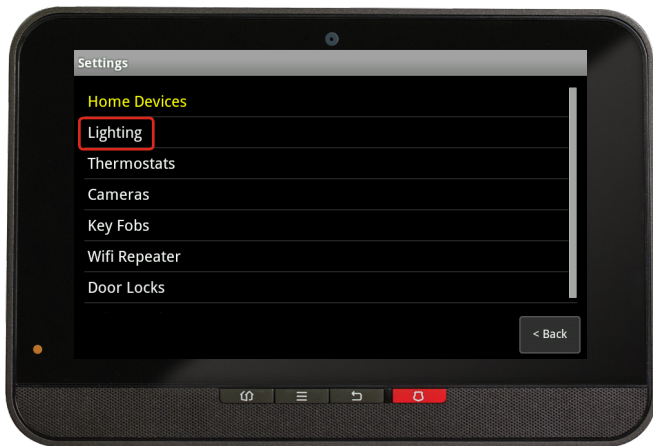 Settings
Home Devices
Lighting
Thermostats
Cameras
Key Fobs
Wifi Repeater
Door Locks
< Back